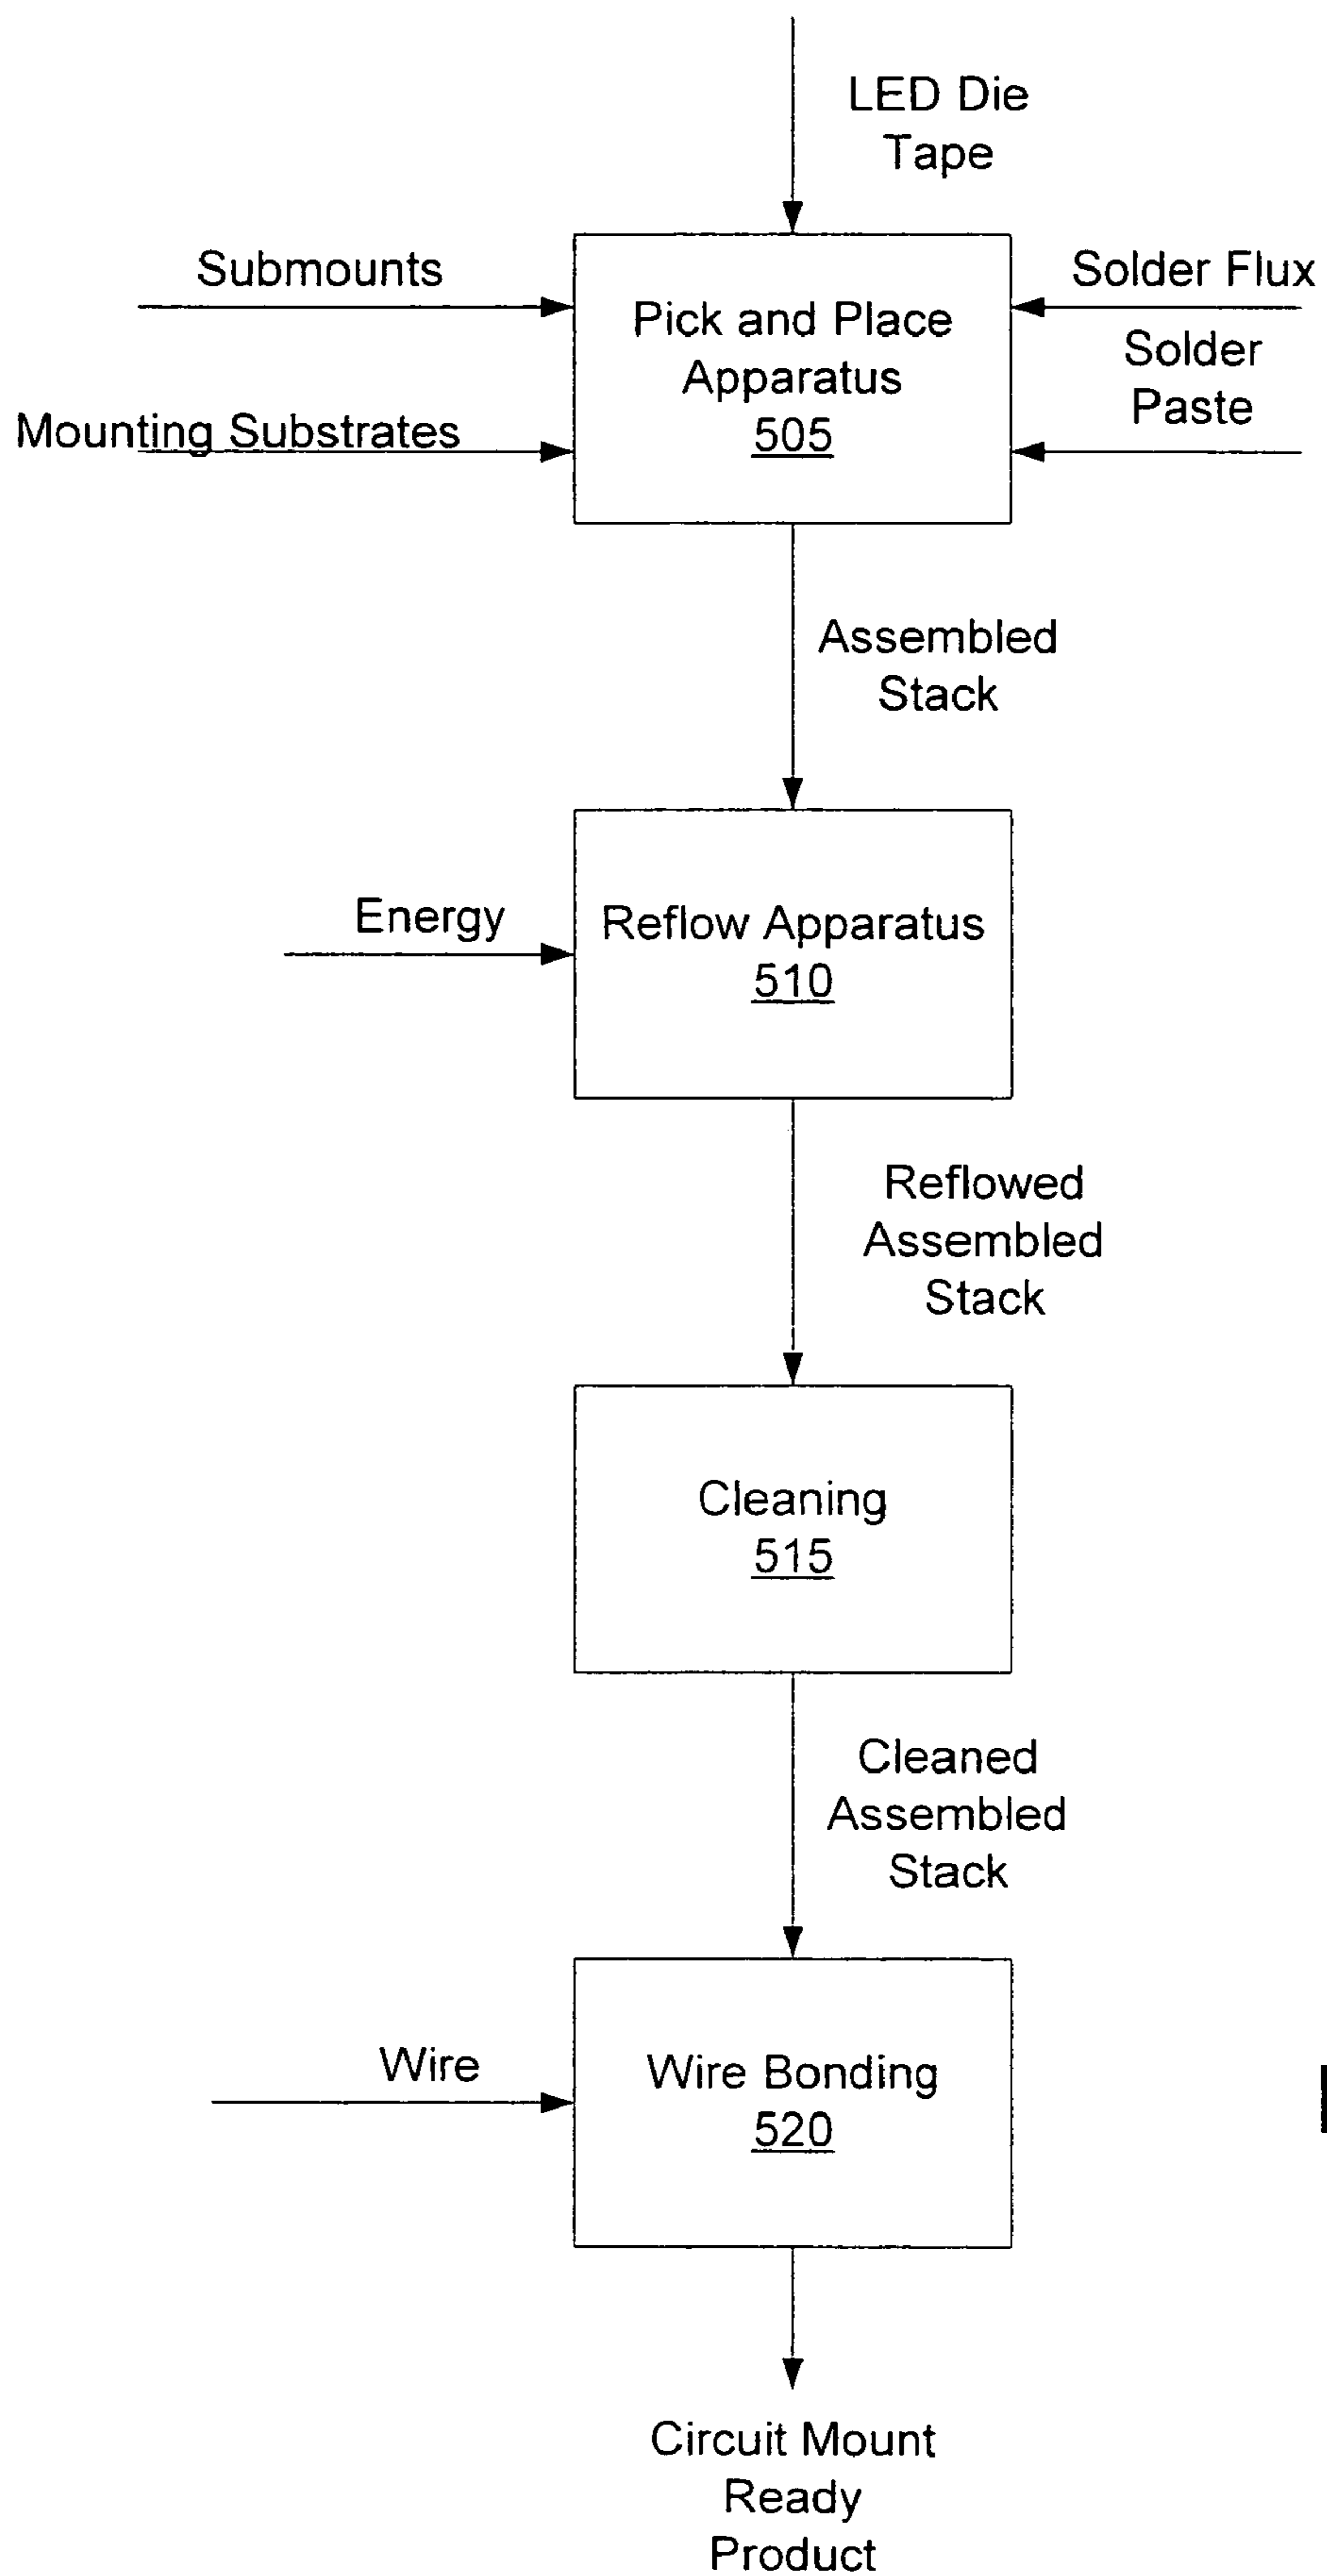 LED Die
Tape
Submounts
Solder Flux
Pick and Place
Apparatus
505
Solder
Paste
Mounting Substrates
Assembled
Stack
Energy
Reflow Apparatus
510
Reflowed
Assembled
Stack
Cleaning
515
Cleaned
Assembled
Stack
Wire
Wire Bonding
520
Circuit Mount
Ready
Product